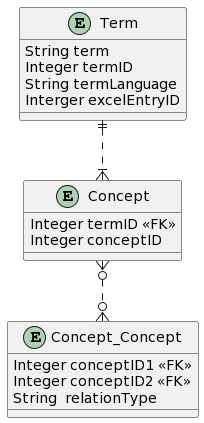 E Term
String term
Integer termID
String termLanguage
Interger excelEntryID
E Concept
Integer termID «FK»
Integer conceptID
E Concept_Concept
Integer conceptID1 «FK»
Integer conceptID2 «FK»
String relationType